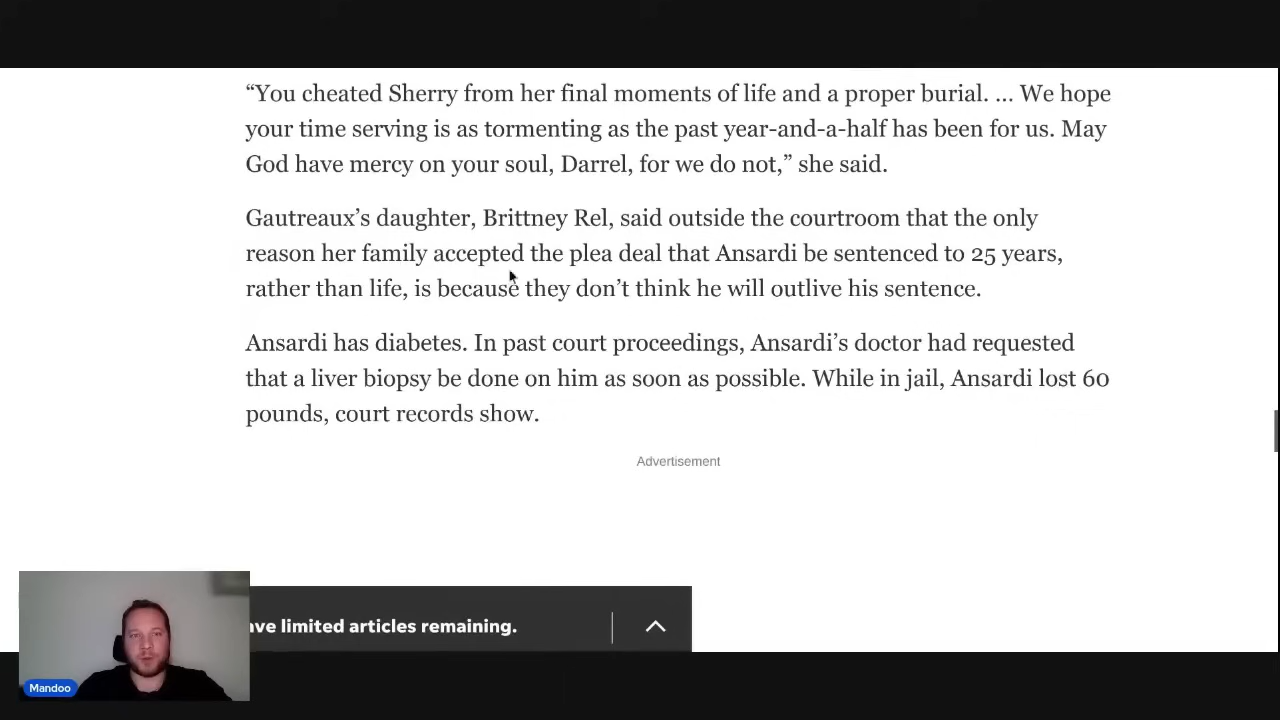 “You cheated Sherry from her final moments of life and a proper burial. ... We hope
your time serving is as tormenting as the past year-and-a-half has been for us. May
God have mercy on your soul, Darrel, for we do not,” she said.
Gautreaux’s daughter, Brittney Rel, said outside the courtroom that the only
reason her family accepted the plea deal that Ansardi be sentenced to 25 years,
rather than life, is because they don’t think he will outlive his sentence.
Ansardi has diabetes. In past court proceedings, Ansardi’s doctor had requested
that a liver biopsy be done on him as soon as possible. While in jail, Ansardi lost 60
pounds, court records show.
Advertisement
ave limited articles remaining.
Mandoo